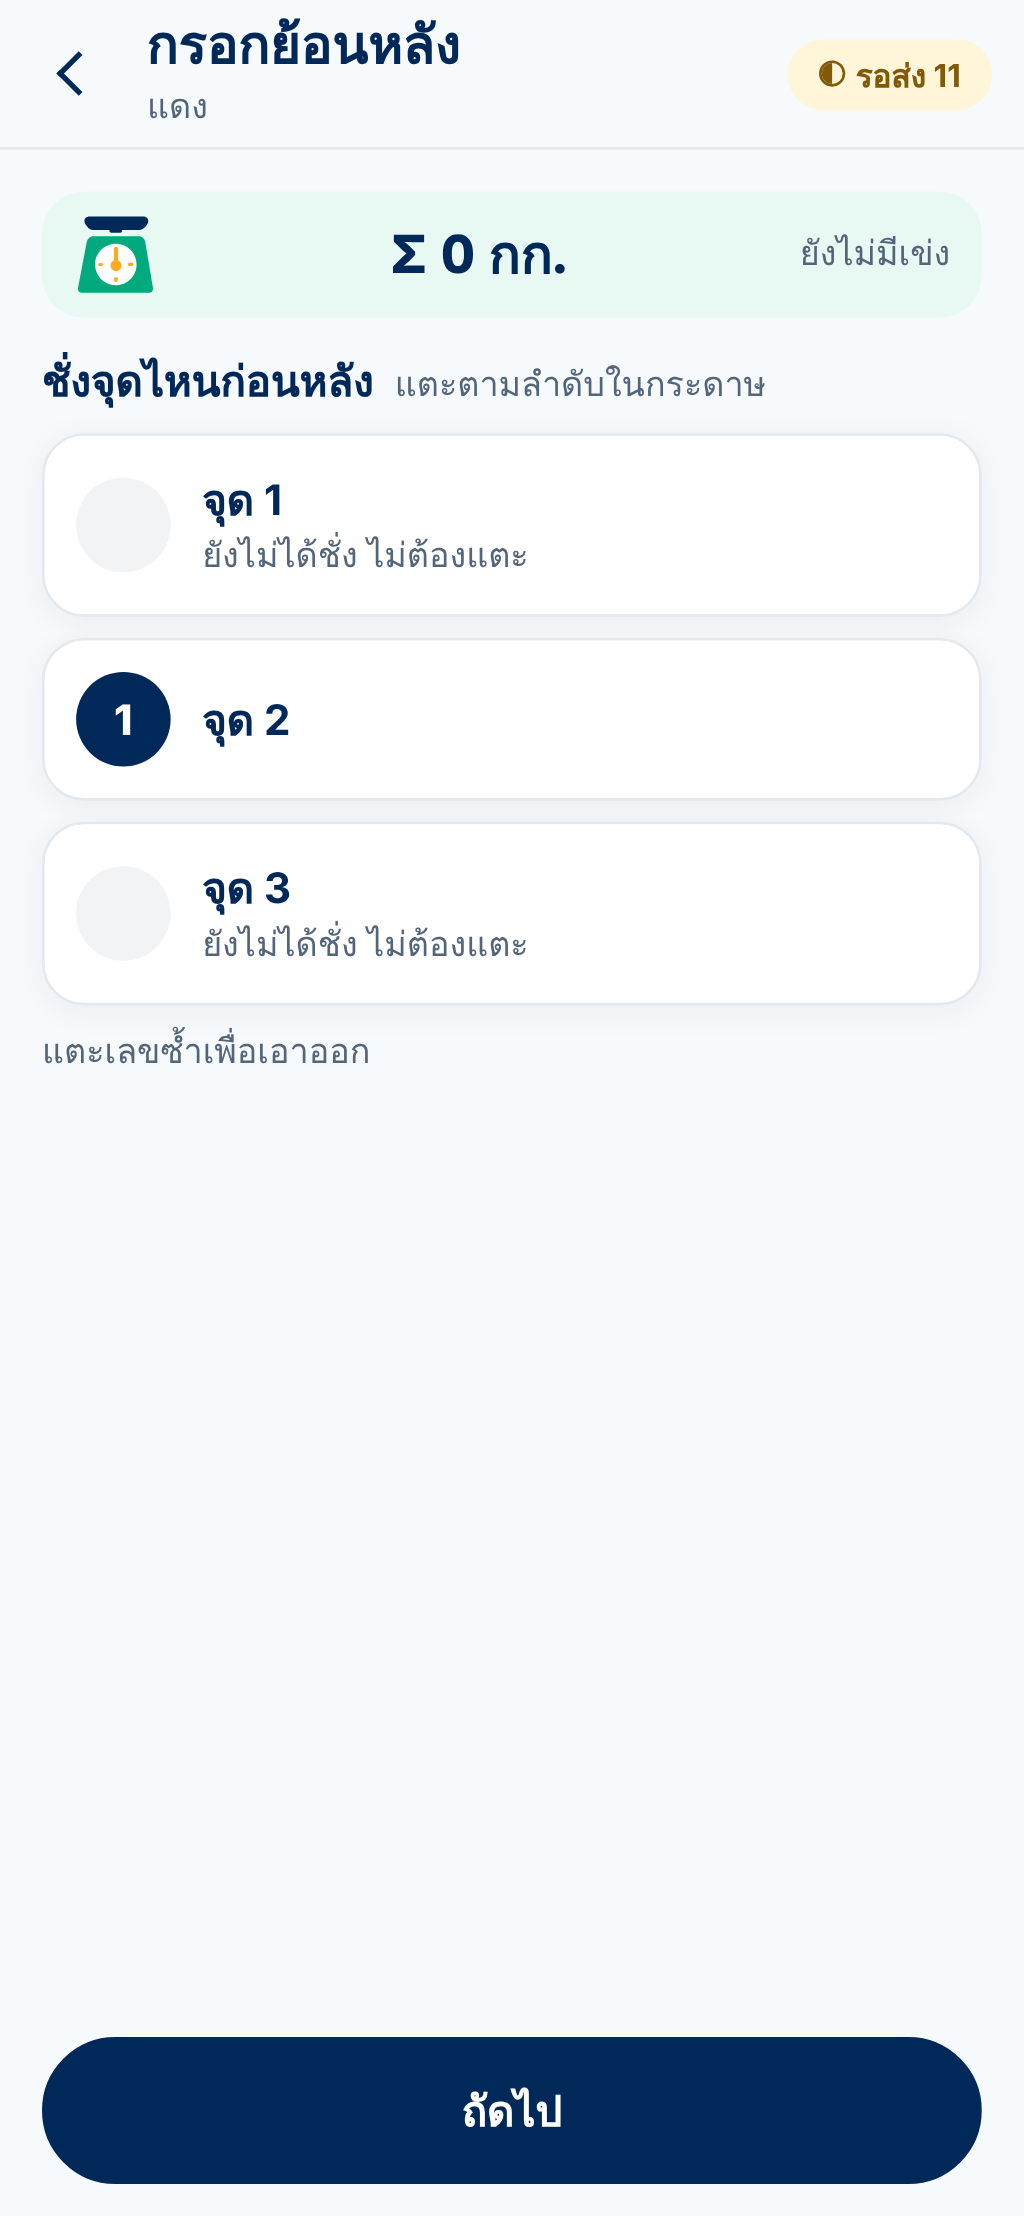 กรอกย้อนหลัง
แดง
รอส่ง 11
Σ 0 กก.
ยังไม่มีเข่ง
ชั่งจุดไหนก่อนหลัง แตะตามลำดับในกระดาษ
จุด 1
ยังไม่ได้ชั่ง ไม่ต้องแตะ
1 จุด 2
จุด 3
ยังไม่ได้ชั่ง ไม่ต้องแตะ
แตะเลขซ้ำเพื่อเอาออก
ถัดไป